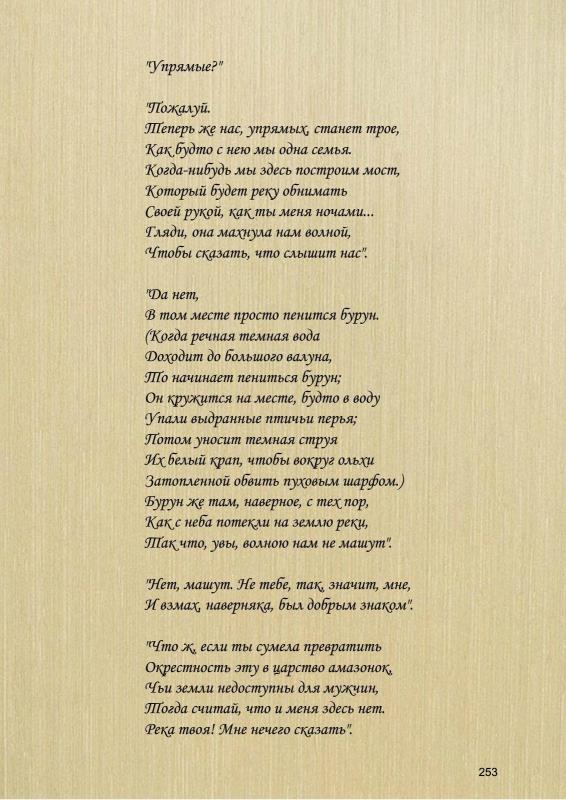 "Упрямые?"
"Пожалуй.
Теперь же нас, упрямых, станет трое,
Как будто с нею мы одна семья.
Когда-нибудь мы здесь построим мост,
Который будет реку обнимать
Своей рукой, как ты меня ночами...
Гляди, она махнула нам волной,
Чтобы сказать, что слышит нас".
"Да нет,
В том месте просто пенится бурун.
(Когда речная темная вода
Доходит до большого валуна,
То начинает пениться бурун;
Он кружится на месте, будто в воду
Упали выдранные птичьи перья;
Потом уносит темная струя
Их белый крап, чтобы вокруг ольхи
Затопленной обвить пуховым шарфом.)
Бурун же там, наверное, с тех пор,
Как с неба потекли на землю реки,
Так что, увы, волною нам не машут".
"Нет, машут. Не тебе, так, значит, мне,
И взмах, наверняка, был добрым знаком".
"Что ж, если ты сумела превратить
Окрестность эту в царство амазонок,
Чьи земли недоступны для мужчин,
Тогда считай, что и меня здесь нет.
Река твоя! Мне нечего сказать".
253